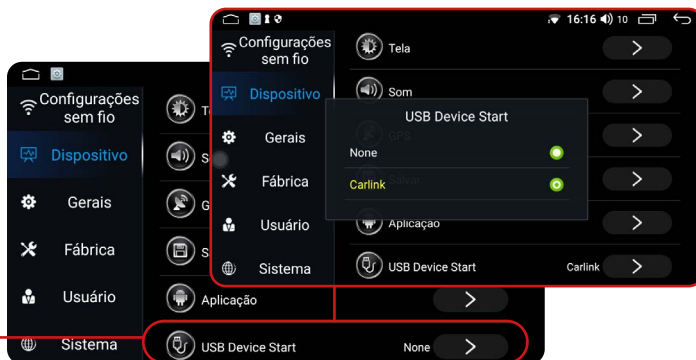 16:16 10
Configurações
sem fio
Dispositivo
Gerais
Fábrica
Usuário
Sistema
Tela
Som
GPS
Salvar
Aplicação
USB Device Start Carlink
USB Device Start
None
Carlink
Configurações
sem fio
Dispositivo
Gerais
Fábrica
Usuário
Sistema
T
S
G
S
Aplicação
USB Device Start None